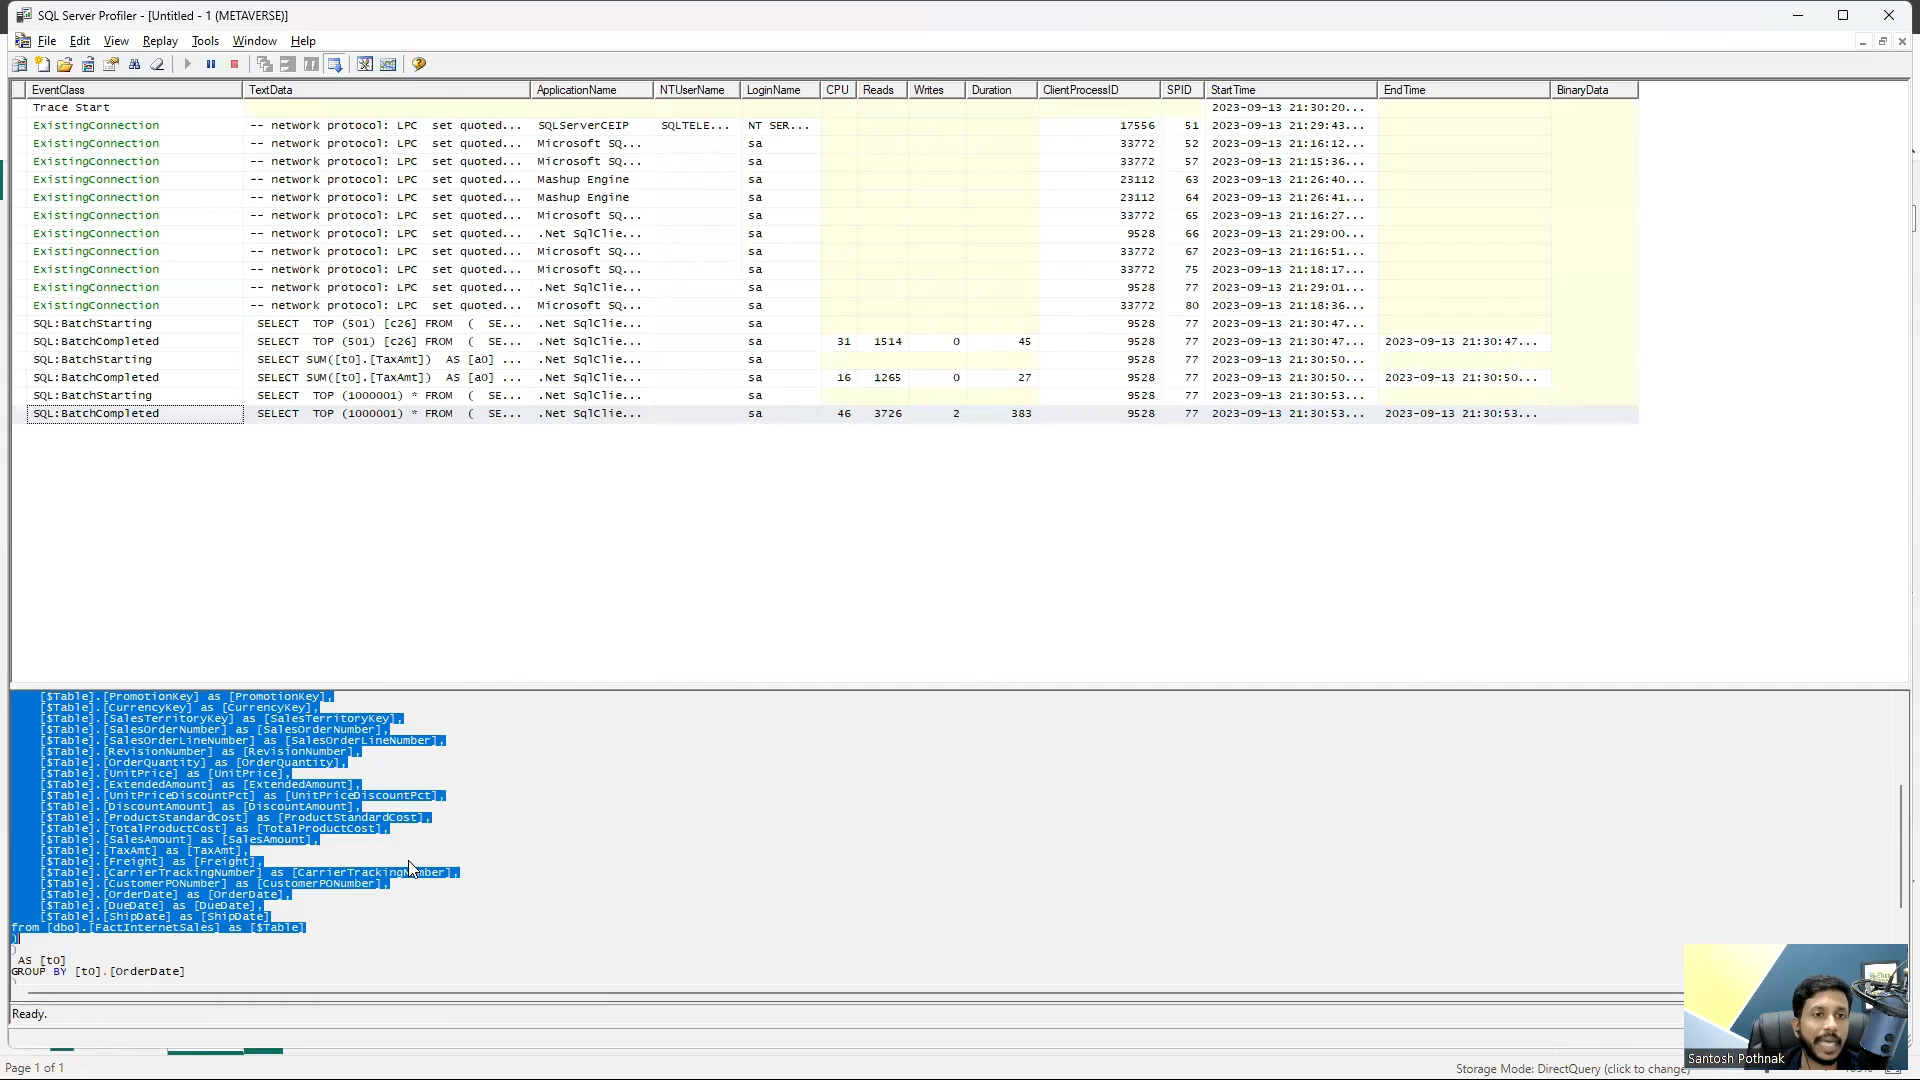 SQL Server Profiler - [Untitled - 1 (METAVERSE)]
File Edit View Replay Tools Window Help
EventClass TextData ApplicationName NTUserName LoginName CPU Reads Writes Duration ClientProcessID SPID StartTime EndTime BinaryData
Trace Start 2023-09-13 21:30:20...
ExistingConnection -- network protocol: LPC set quoted... SQLServerCEIP SQLTELE... NT SER... 17556 51 2023-09-13 21:29:43...
ExistingConnection -- network protocol: LPC set quoted... Microsoft SQ... sa 33772 52 2023-09-13 21:16:12...
ExistingConnection -- network protocol: LPC set quoted... Microsoft SQ... sa 33772 57 2023-09-13 21:15:36...
ExistingConnection -- network protocol: LPC set quoted... Mashup Engine sa 23112 63 2023-09-13 21:26:40...
ExistingConnection -- network protocol: LPC set quoted... Mashup Engine sa 23112 64 2023-09-13 21:26:41...
ExistingConnection -- network protocol: LPC set quoted... Microsoft SQ... sa 33772 65 2023-09-13 21:16:27...
ExistingConnection -- network protocol: LPC set quoted... .Net SqlClie... sa 9528 66 2023-09-13 21:29:00...
ExistingConnection -- network protocol: LPC set quoted... Microsoft SQ... sa 33772 67 2023-09-13 21:16:51...
ExistingConnection -- network protocol: LPC set quoted... Microsoft SQ... sa 33772 75 2023-09-13 21:18:17...
ExistingConnection -- network protocol: LPC set quoted... .Net SqlClie... sa 9528 77 2023-09-13 21:29:01...
ExistingConnection -- network protocol: LPC set quoted... Microsoft SQ... sa 33772 80 2023-09-13 21:18:36...
SQL:BatchStarting SELECT TOP (501) [c26] FROM ( SE... .Net SqlClie... sa 9528 77 2023-09-13 21:30:47...
SQL:BatchCompleted SELECT TOP (501) [c26] FROM ( SE... .Net SqlClie... sa 31 1514 0 45 9528 77 2023-09-13 21:30:47... 2023-09-13 21:30:47...
SQL:BatchStarting SELECT SUM([t0].[TaxAmt]) AS [a0] ... .Net SqlClie... sa 9528 77 2023-09-13 21:30:50...
SQL:BatchCompleted SELECT SUM([t0].[TaxAmt]) AS [a0] ... .Net SqlClie... sa 16 1265 0 27 9528 77 2023-09-13 21:30:50... 2023-09-13 21:30:50...
SQL:BatchStarting SELECT TOP (1000001) * FROM ( SE... .Net SqlClie... sa 9528 77 2023-09-13 21:30:53...
SQL:BatchCompleted SELECT TOP (1000001) * FROM ( SE... .Net SqlClie... sa 46 3726 2 383 9528 77 2023-09-13 21:30:53... 2023-09-13 21:30:53...
[$Table].[PromotionKey] as [PromotionKey],
[$Table].[CurrencyKey] as [CurrencyKey],
[$Table].[SalesTerritoryKey] as [SalesTerritoryKey],
[$Table].[SalesOrderNumber] as [SalesOrderNumber],
[$Table].[SalesOrderLineNumber] as [SalesOrderLineNumber],
[$Table].[RevisionNumber] as [RevisionNumber],
[$Table].[OrderQuantity] as [OrderQuantity],
[$Table].[UnitPrice] as [UnitPrice],
[$Table].[ExtendedAmount] as [ExtendedAmount],
[$Table].[UnitPriceDiscountPct] as [UnitPriceDiscountPct],
[$Table].[DiscountAmount] as [DiscountAmount],
[$Table].[ProductStandardCost] as [ProductStandardCost],
[$Table].[TotalProductCost] as [TotalProductCost],
[$Table].[SalesAmount] as [SalesAmount],
[$Table].[TaxAmt] as [TaxAmt],
[$Table].[Freight] as [Freight],
[$Table].[CarrierTrackingNumber] as [CarrierTrackingNumber],
[$Table].[CustomerPONumber] as [CustomerPONumber],
[$Table].[OrderDate] as [OrderDate],
[$Table].[DueDate] as [DueDate],
[$Table].[ShipDate] as [ShipDate]
from [dbo].[FactInternetSales] as [$Table]
)
)
AS [t0]
GROUP BY [t0].[OrderDate]
)
Ready.
Santosh Pothnak
Page 1 of 1 Storage Mode: DirectQuery (click to change)